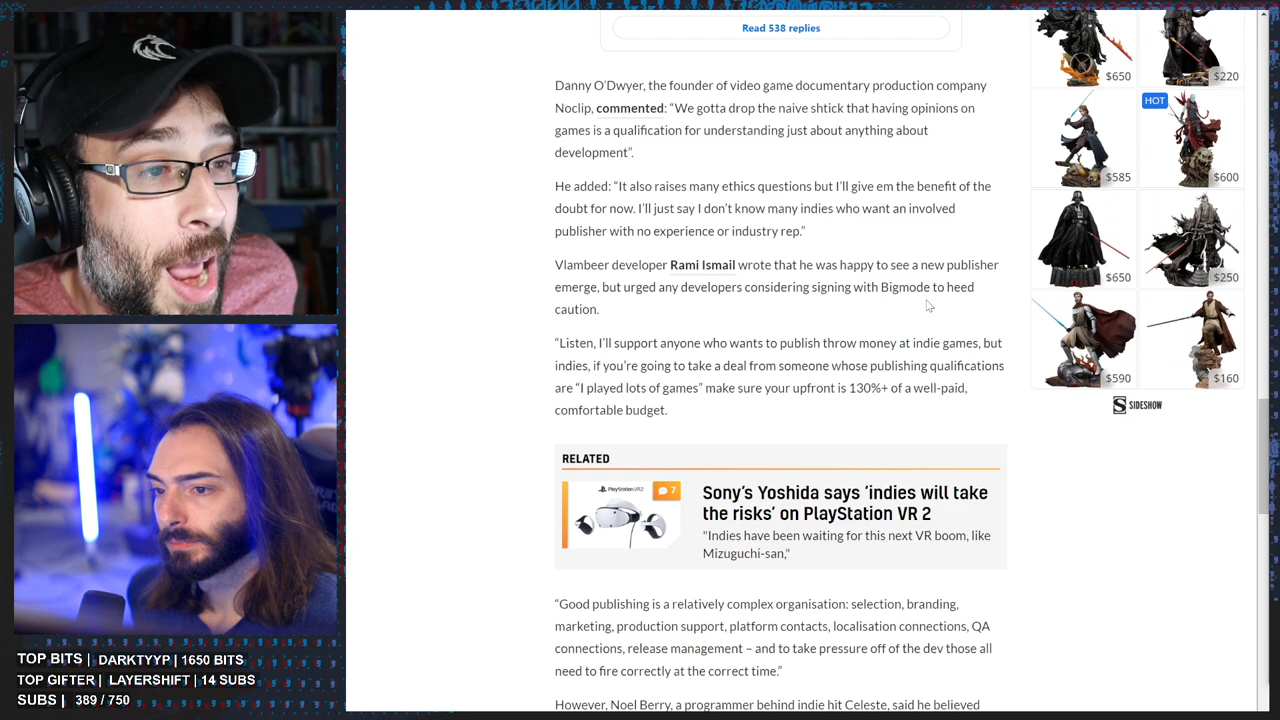 Read 538 replies
Danny O'Dwyer, the founder of video game documentary production company
Noclip, commented: “We gotta drop the naive shtick that having opinions on
games is a qualification for understanding just about anything about
development”.
He added: “It also raises many ethics questions but I’ll give em the benefit of the
doubt for now. I’ll just say I don’t know many indies who want an involved
publisher with no experience or industry rep.”
Vlambeer developer Rami Ismail wrote that he was happy to see a new publisher
emerge, but urged any developers considering signing with Bigmode to heed
caution.
“Listen, I’ll support anyone who wants to publish throw money at indie games, but
indies, if you’re going to take a deal from someone whose publishing qualifications
are “I played lots of games” make sure your upfront is 130%+ of a well-paid,
comfortable budget.
RELATED
PlayStation VR2
7
Sony’s Yoshida says ‘indies will take
the risks’ on PlayStation VR 2
"Indies have been waiting for this next VR boom, like
Mizuguchi-san,"
“Good publishing is a relatively complex organisation: selection, branding,
marketing, production support, platform contacts, localisation connections, QA
connections, release management – and to take pressure off of the dev those all
need to fire correctly at the correct time.”
However, Noel Berry, a programmer behind indie hit Celeste, said he believed
$650
$220
$585
HOT
$600
$650
$250
$590
$160
S SIDESHOW
TOP BITS | DARKTYYP | 1650 BITS
TOP GIFTER | LAYERSHIFT | 14 SUBS
SUBS | 389 / 750